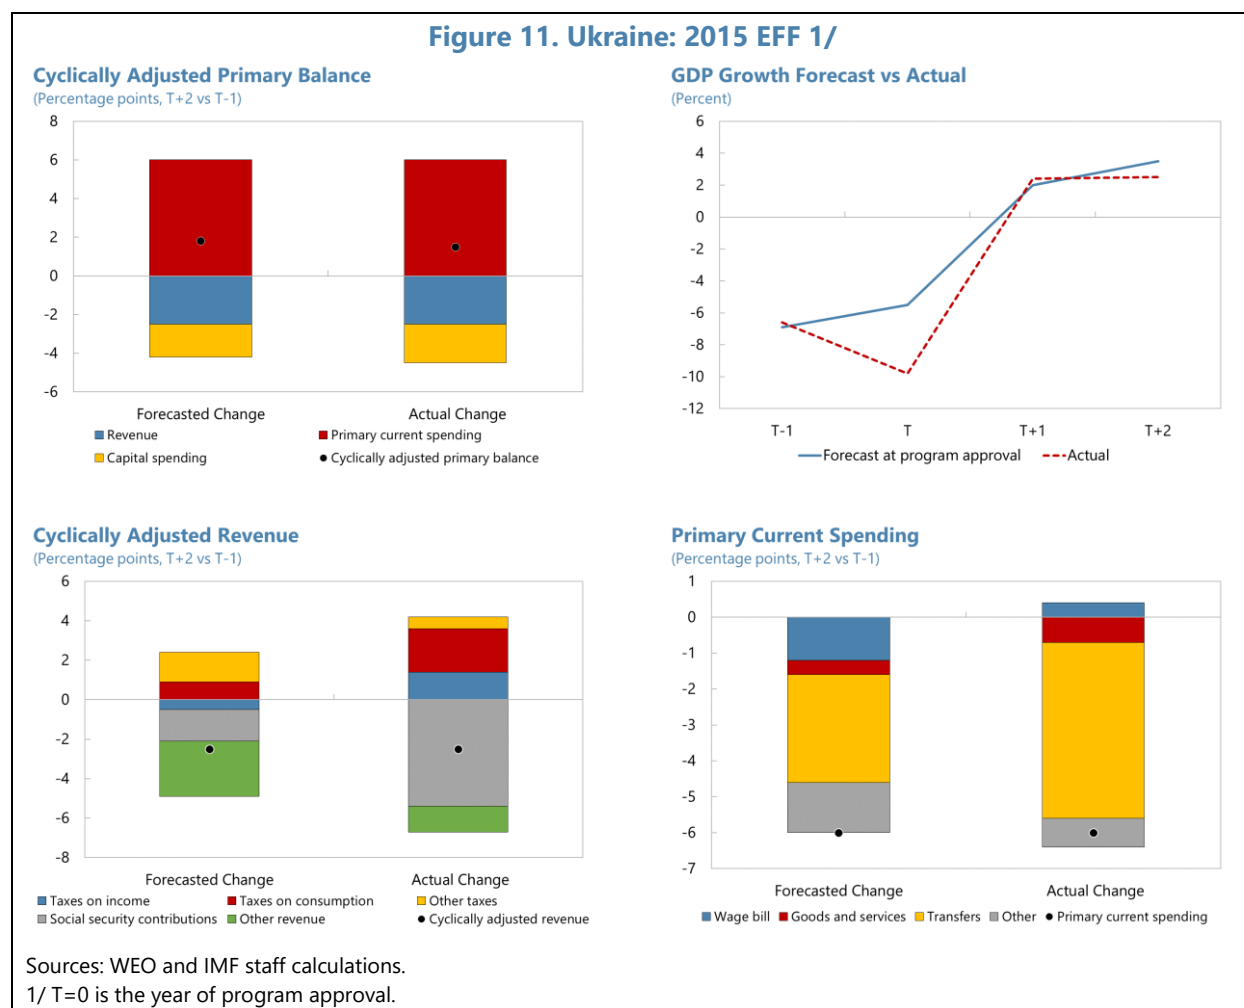 Figure 11. Ukraine: 2015 EFF 1/
Cyclically Adjusted Primary Balance
(Percentage points, T+2 vs T-1)
8
6
4
2
0
-2
-4
-6
Forecasted Change
Actual Change
Revenue
Primary current spending
Capital spending
Cyclically adjusted primary balance
GDP Growth Forecast vs Actual
(Percent)
6
4
2
0
-2
-4
-6
-8
-10
-12
T-1
T
T+1
T+2
Forecast at program approval
Actual
Cyclically Adjusted Revenue
(Percentage points, T+2 vs T-1)
6
4
2
0
-2
-4
-6
-8
Forecasted Change
Actual Change
Taxes on income
Taxes on consumption
Other taxes
Social security contributions
Other revenue
Cyclically adjusted revenue
Primary Current Spending
(Percentage points, T+2 vs T-1)
1
0
-1
-2
-3
-4
-5
-6
-7
Forecasted Change
Actual Change
Wage bill
Goods and services
Transfers
Other
Primary current spending
Sources: WEO and IMF staff calculations.
1/ T=0 is the year of program approval.